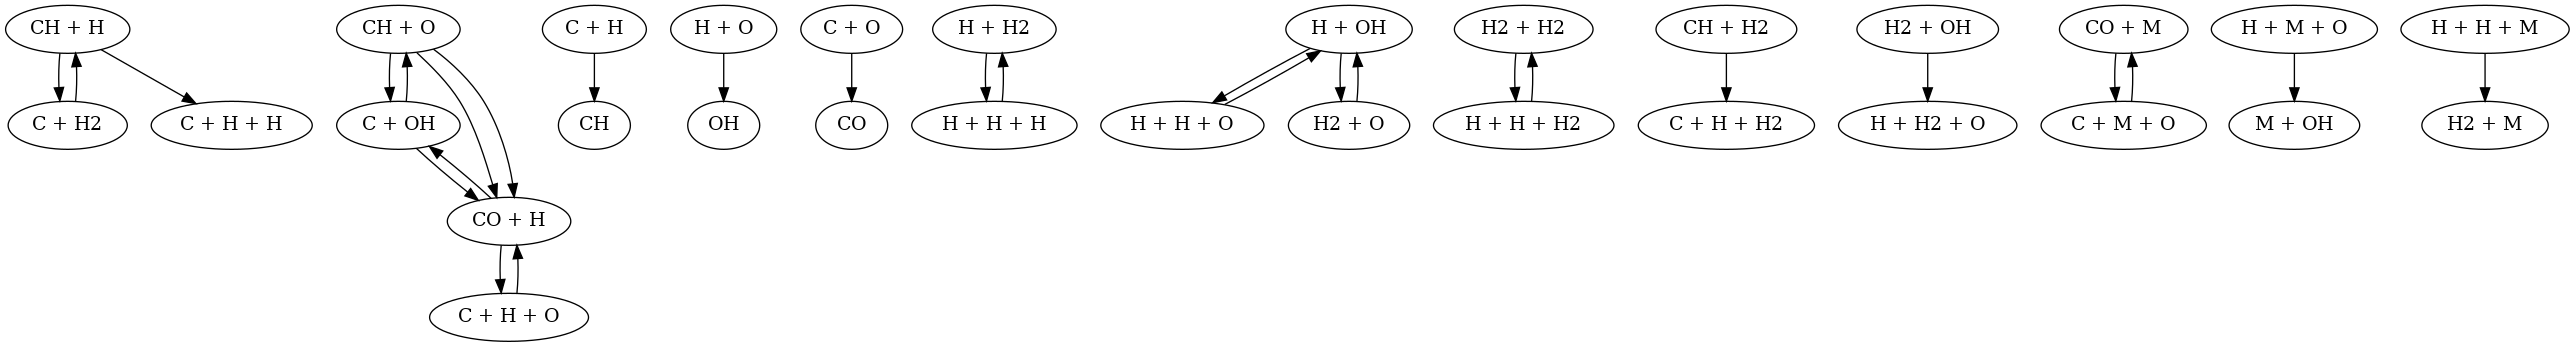 CH + H
CH + O
C + H
H + O
C + O
H + H2
H + OH
H2 + H2
CH + H2
H2 + OH
CO + M
H + M + O
H + H + M
C + H2
C + H + H
C + OH
CH
OH
CO
H + H + H
H + H + O
H2 + O
H + H + H2
C + H + H2
H + H2 + O
C + M + O
M + OH
H2 + M
CO + H
C + H + O